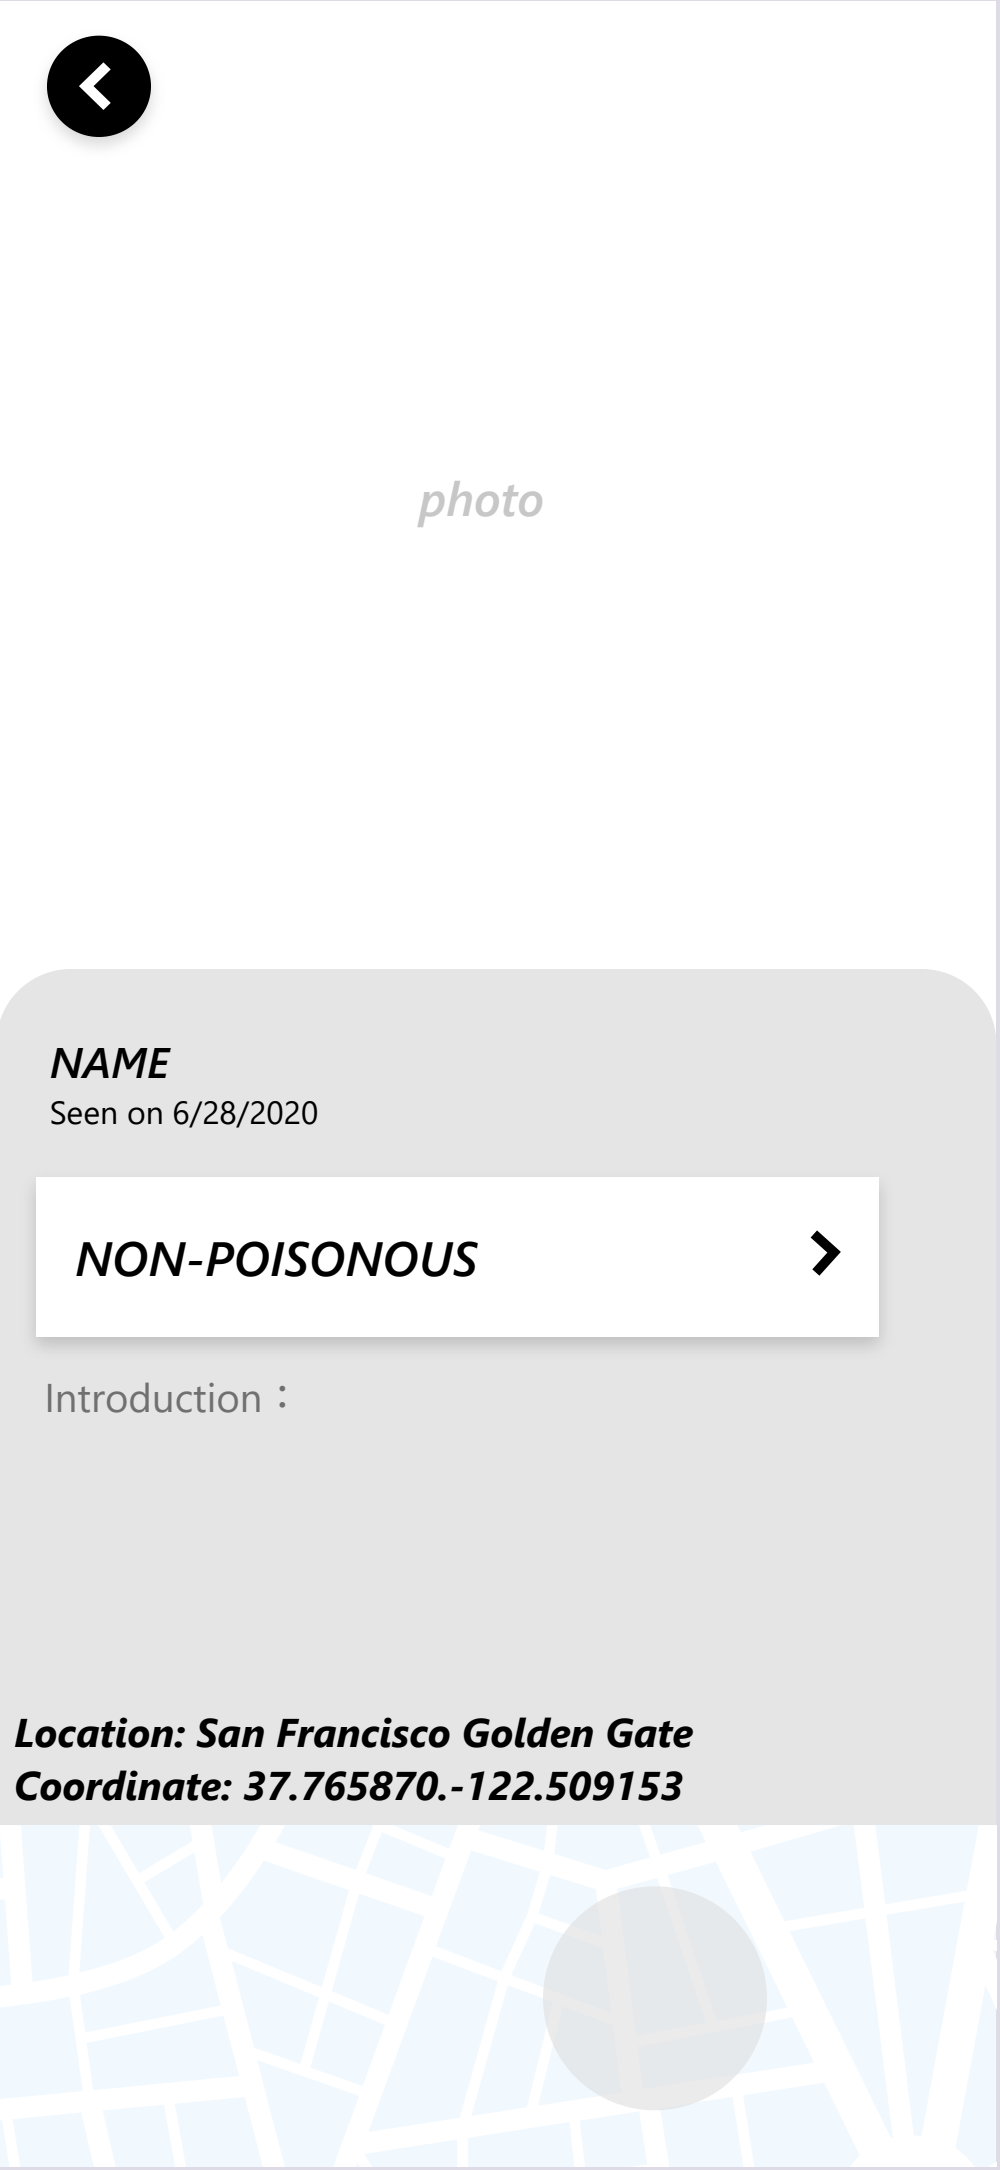 photo
NAME
Seen on 6/28/2020
NON-POISONOUS
Introduction：
Location: San Francisco Golden Gate
Coordinate: 37.765870.-122.509153